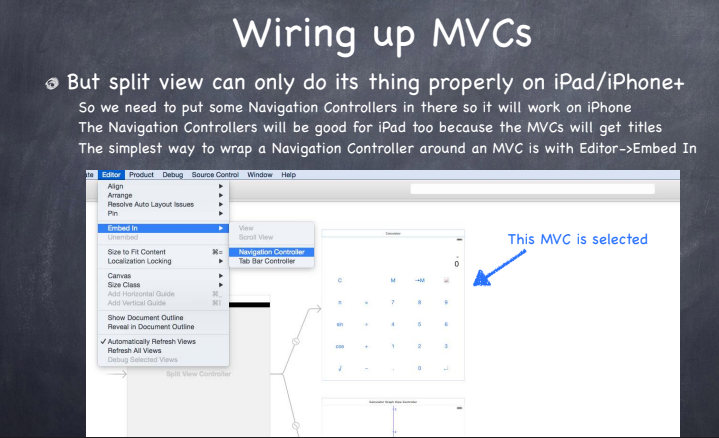 Wiring up MVCs
But split view can only do its thing properly on iPad/iPhone+
So we need to put some Navigation Controllers in there so it will work on iPhone
The Navigation Controllers will be good for iPad too because the MVCs will get titles
The simplest way to wrap a Navigation Controller around an MVC is with Editor->Embed In
ate Editor Product Debug Source Control Window Help
Align
Arrange
Resolve Auto Layout Issues
Pin
Embed In
Unembed
View
Scroll View
Navigation Controller
Tab Bar Controller
Size to Fit Content ⌘=
Localization Locking
Canvas
Size Class
Add Horizontal Guide ⌘_
Add Vertical Guide ⌘|
Show Document Outline
Reveal in Document Outline
✓ Automatically Refresh Views
Refresh All Views
Debug Selected Views
Split View Controller
Calculator
0
C M →M
π 7 8 9
sin + 4 5 6
cos + 1 2 3
√ − . 0
Calculator Graph View Controller
This MVC is selected